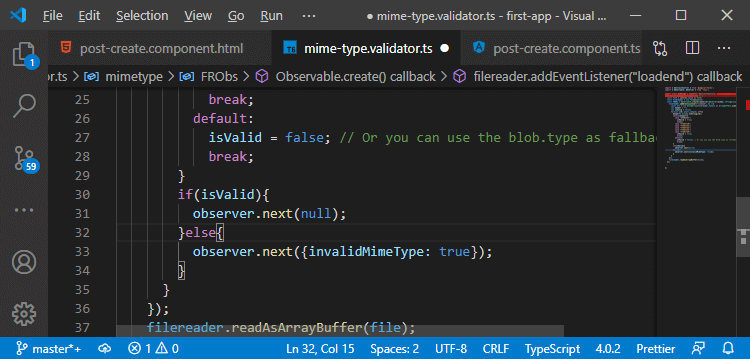 File Edit Selection View Go Run ... ● mime-type.validator.ts - first-app - Visual ...
post-create.component.html mime-type.validator.ts ● post-create.component.ts
or.ts > mimetype > FRObs > Observable.create() callback > filereader.addEventListener("loadend") callback
25 break;
26 default:
27 isValid = false; // Or you can use the blob.type as fallba
28 break;
29 }
30 if(isValid){
31 observer.next(null);
32 }else{
33 observer.next({invalidMimeType: true});
34 }
35 }
36 });
37 filereader.readAsArrayBuffer(file);
1
59
master*+ 1 0 Ln 32, Col 15 Spaces: 2 UTF-8 CRLF TypeScript 4.0.2 Prettier